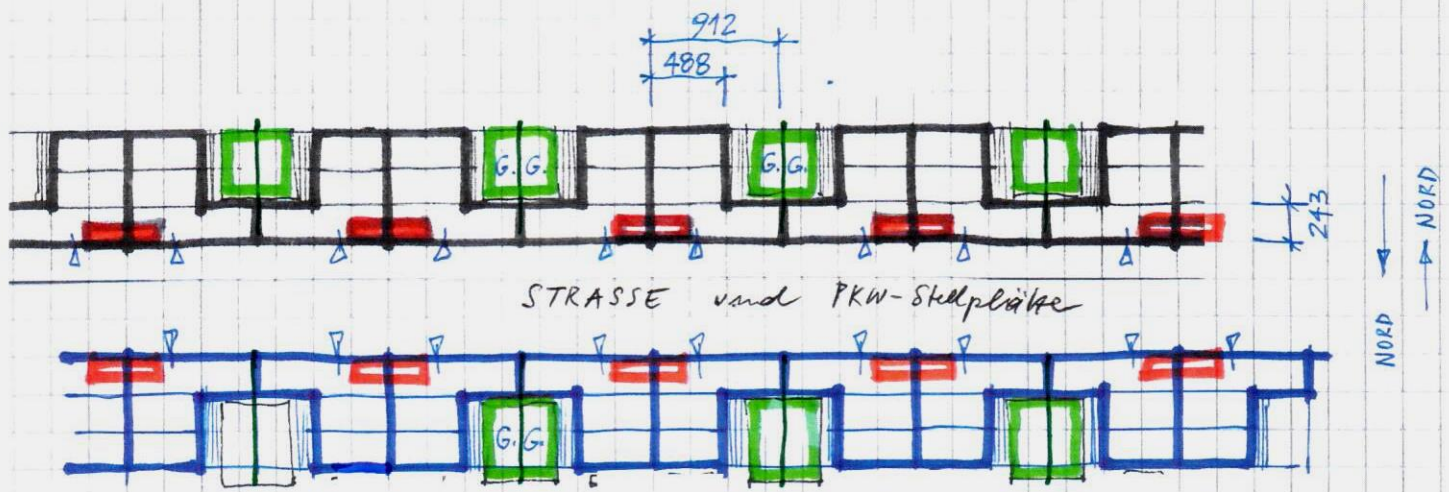 912
488
G. G.
G. G.
243
NORD
NORD
STRASSE und PKW-Stellplätze
G. G.